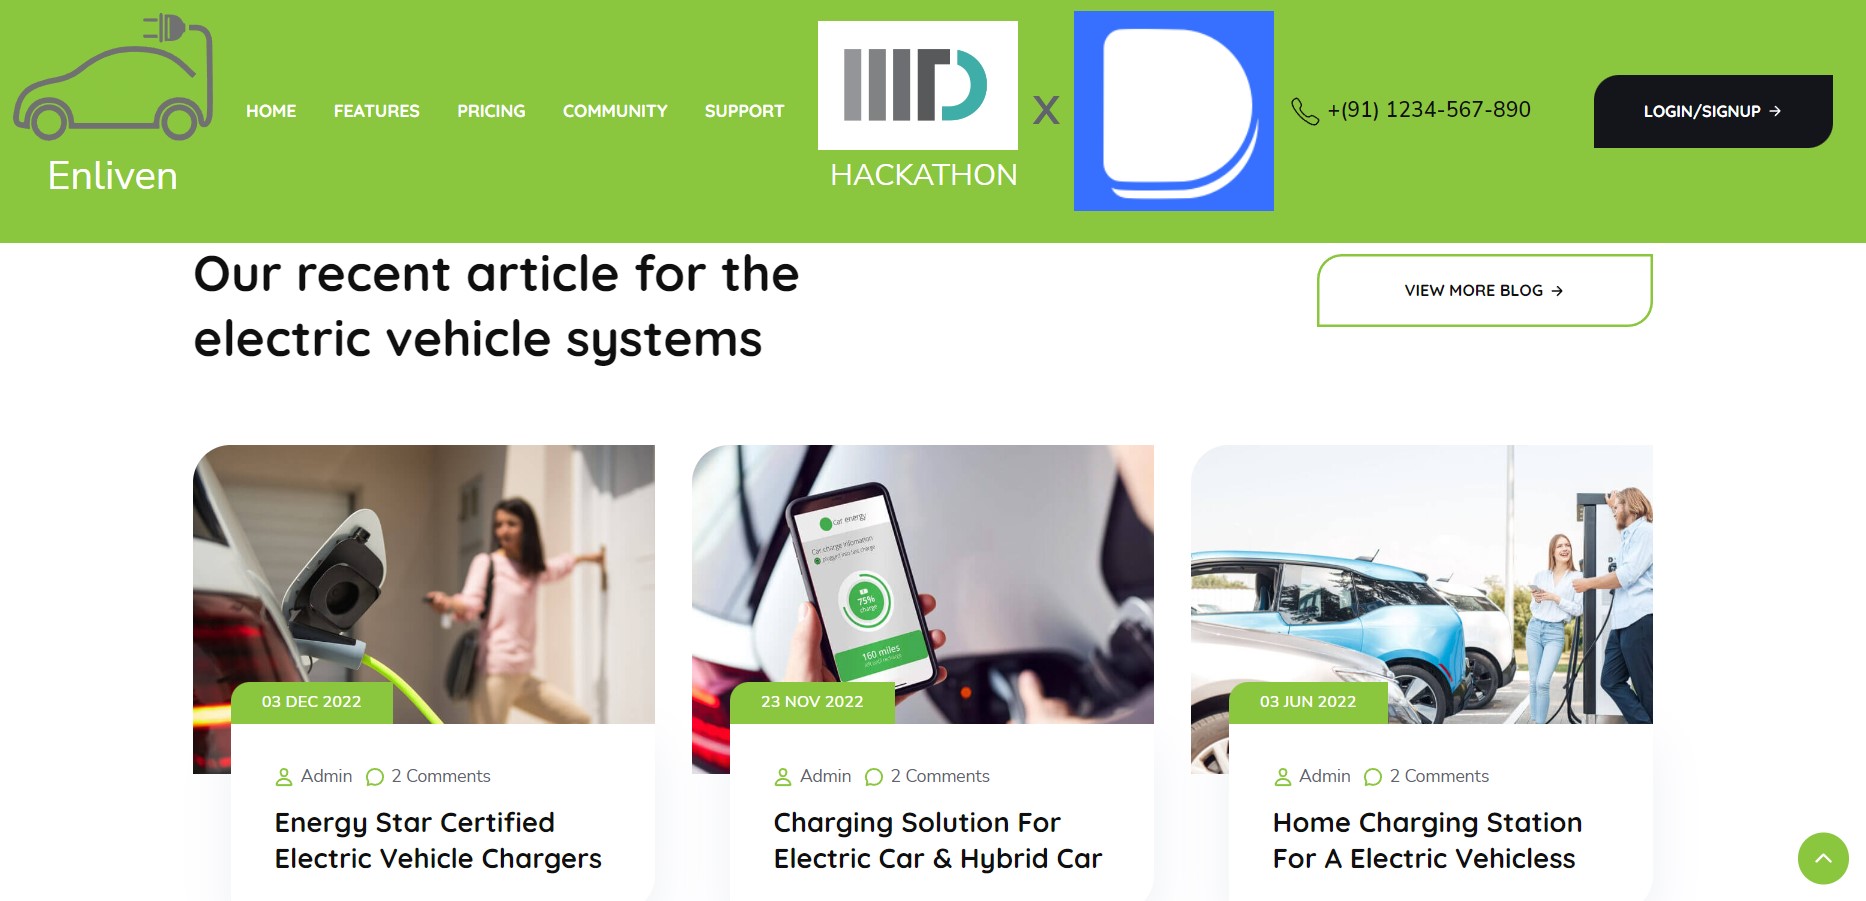 Enliven
HOME
FEATURES
PRICING
COMMUNITY
SUPPORT
HACKATHON
X
+(91) 1234-567-890
LOGIN/SIGNUP →
Our recent article for the
electric vehicle systems
VIEW MORE BLOG →
car energy
Car charge infomation
75%
charge
160 miles
03 DEC 2022
Admin
2 Comments
Energy Star Certified
Electric Vehicle Chargers
23 NOV 2022
Admin
2 Comments
Charging Solution For
Electric Car & Hybrid Car
03 JUN 2022
Admin
2 Comments
Home Charging Station
For A Electric Vehicless